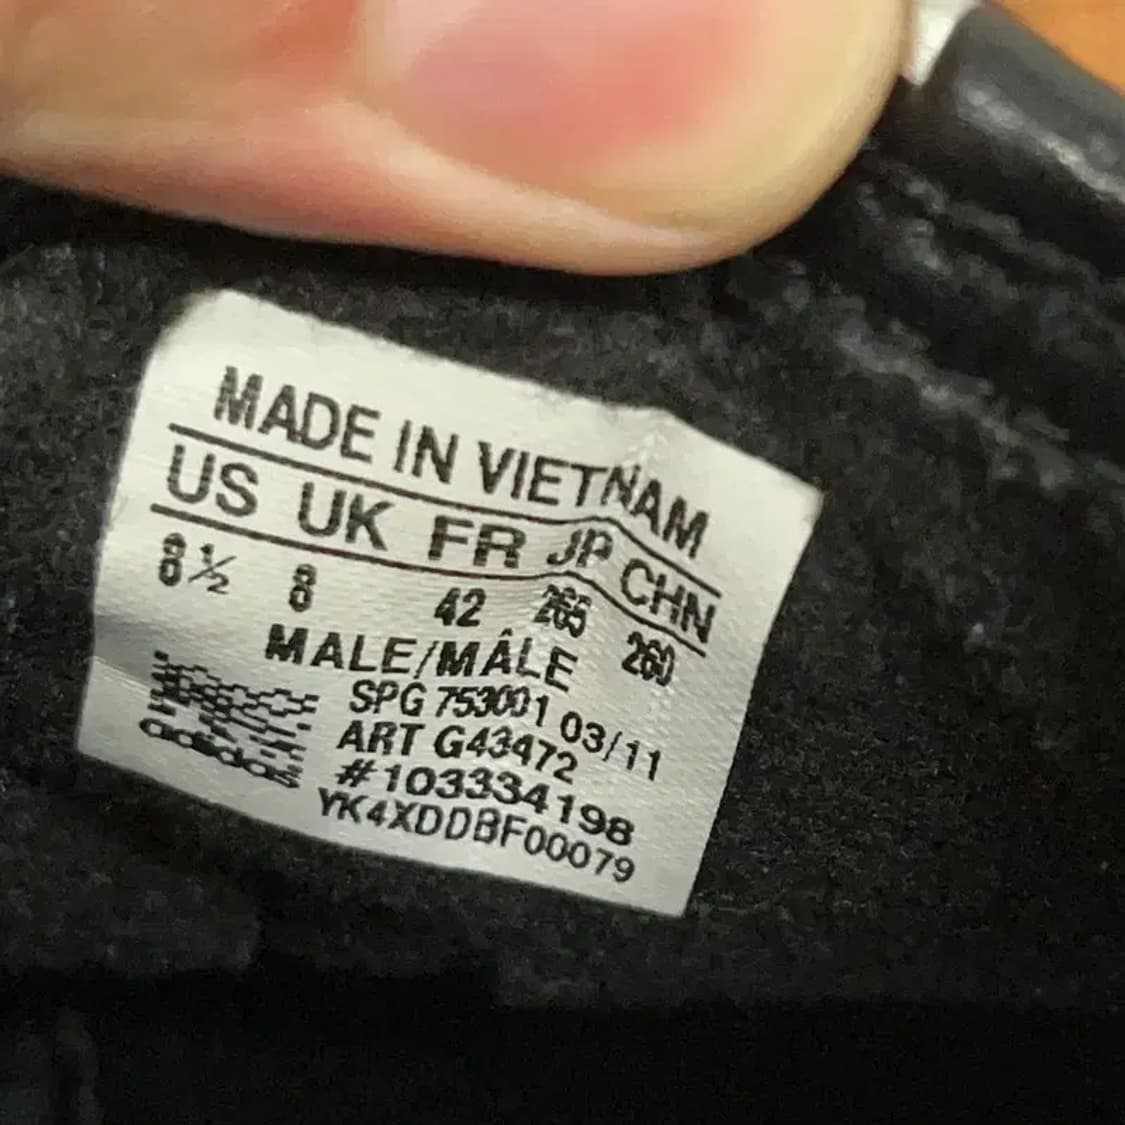 MADE IN VIETNAM
US UK FR JP CHN
8½ 8 42 265 260
MALE/MÂLE
SPG 753001 03/11
ART G43472
#103334198
YK4XDDBF00079
adidas